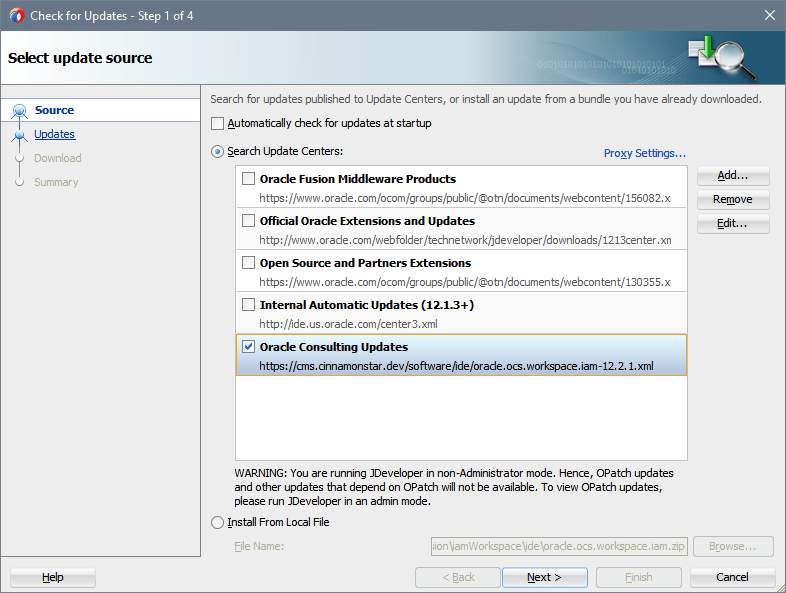 Check for Updates - Step 1 of 4
Select update source
01010101010101010101010101
0101010101010
Source
Updates
Download
Summary
Search for updates published to Update Centers, or install an update from a bundle you have already downloaded.
Automatically check for updates at startup
Search Update Centers:
Proxy Settings...
Oracle Fusion Middleware Products
https://www.oracle.com/ocom/groups/public/@otn/documents/webcontent/156082.x
Official Oracle Extensions and Updates
http://www.oracle.com/webfolder/technetwork/jdeveloper/downloads/1213center.xm
Open Source and Partners Extensions
https://www.oracle.com/ocom/groups/public/@otn/documents/webcontent/130355.x
Internal Automatic Updates (12.1.3+)
http://ide.us.oracle.com/center3.xml
Oracle Consulting Updates
https://cms.cinnamonstar.dev/software/ide/oracle.ocs.workspace.iam-12.2.1.xml
Add...
Remove
Edit...
WARNING: You are running JDeveloper in non-Administrator mode. Hence, OPatch updates
and other updates that depend on OPatch will not be available. To view OPatch updates,
please run JDeveloper in an admin mode.
Install From Local File
File Name:
sion\iamWorkspace\ide\oracle.ocs.workspace.iam.zip
Browse...
Help
< Back
Next >
Finish
Cancel